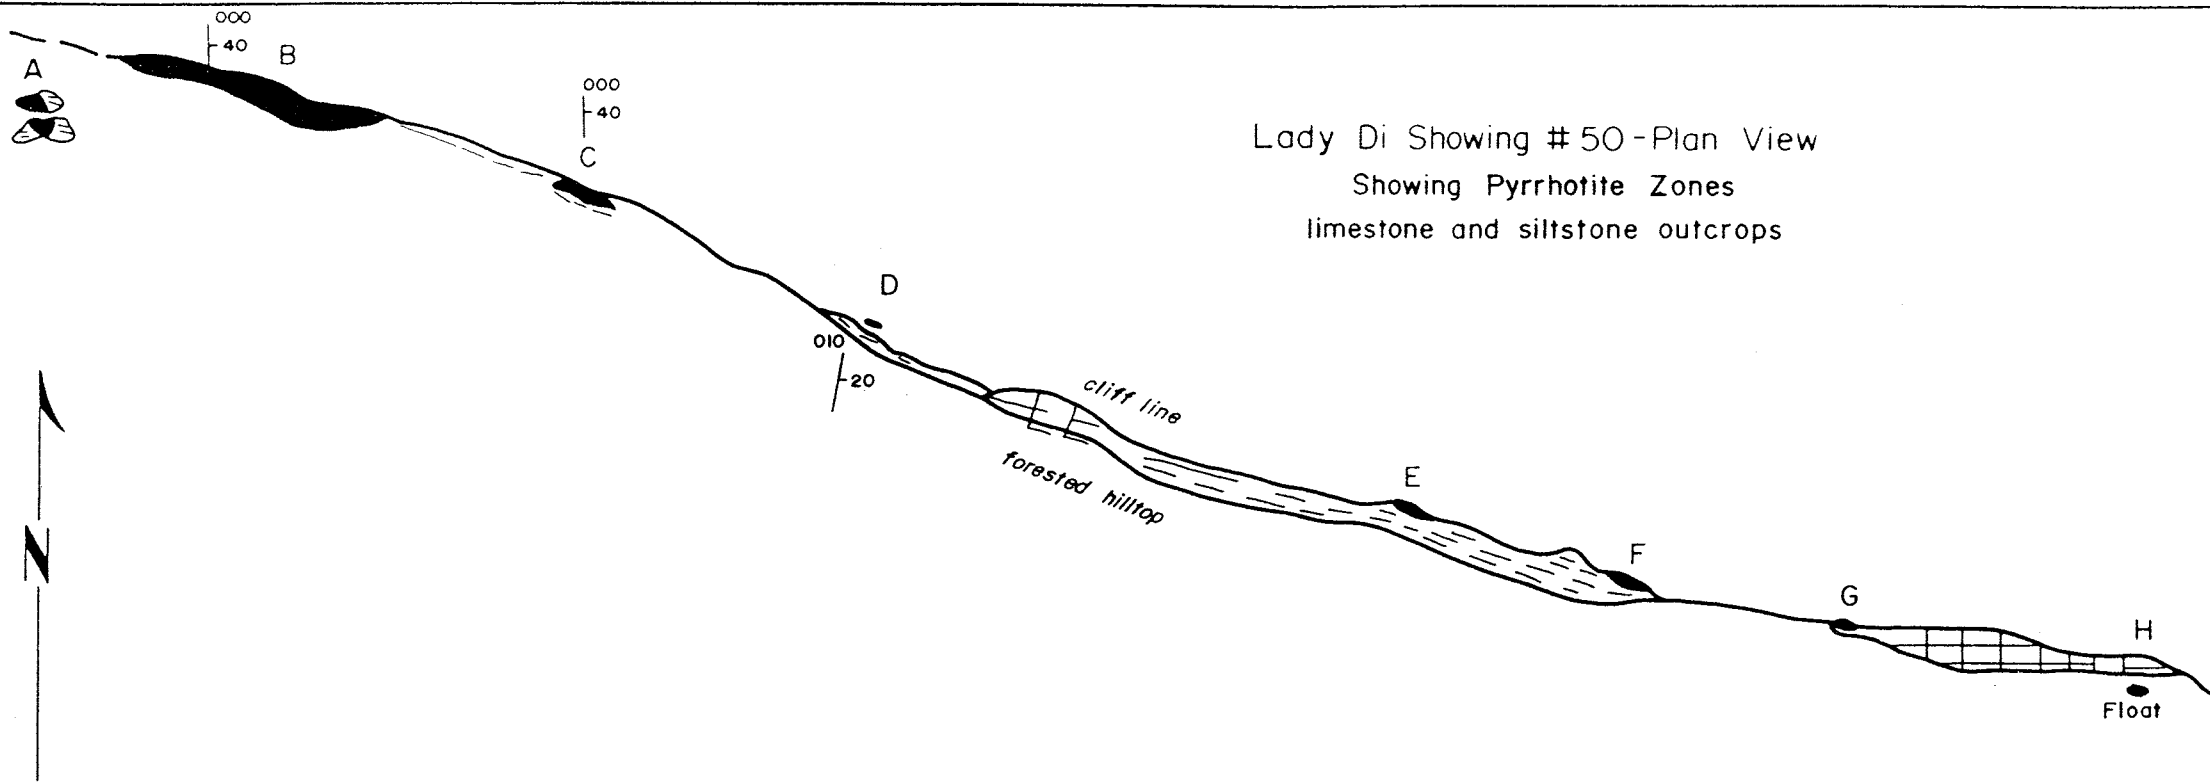 000
40
B
A
000
40
C
Lady Di Showing # 50 - Plan View
Showing Pyrrhotite Zones
limestone and siltstone outcrops
D
010
20
cliff line
forested hilltop
E
F
G
H
Float
N